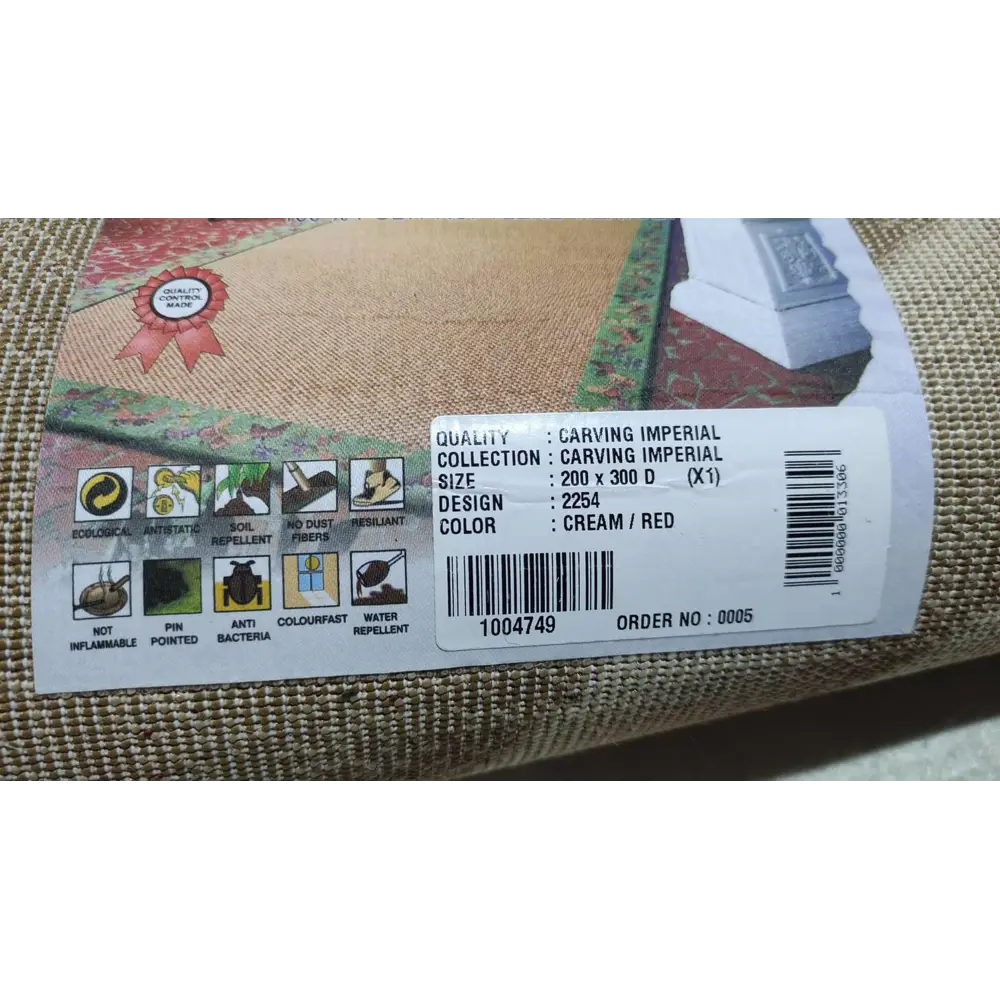 QUALITY
CONTROL
MADE
QUALITY : CARVING IMPERIAL
COLLECTION : CARVING IMPERIAL
SIZE : 200 x 300 D (X1)
DESIGN : 2254
COLOR : CREAM / RED
1004749
ORDER NO : 0005
1 000000 013306
ECOLOGICAL
ANTISTATIC
SOIL
REPELLENT
NO DUST
FIBERS
RESILIANT
NOT
INFLAMMABLE
PIN
POINTED
ANTI
BACTERIA
COLOURFAST
WATER
REPELLENT